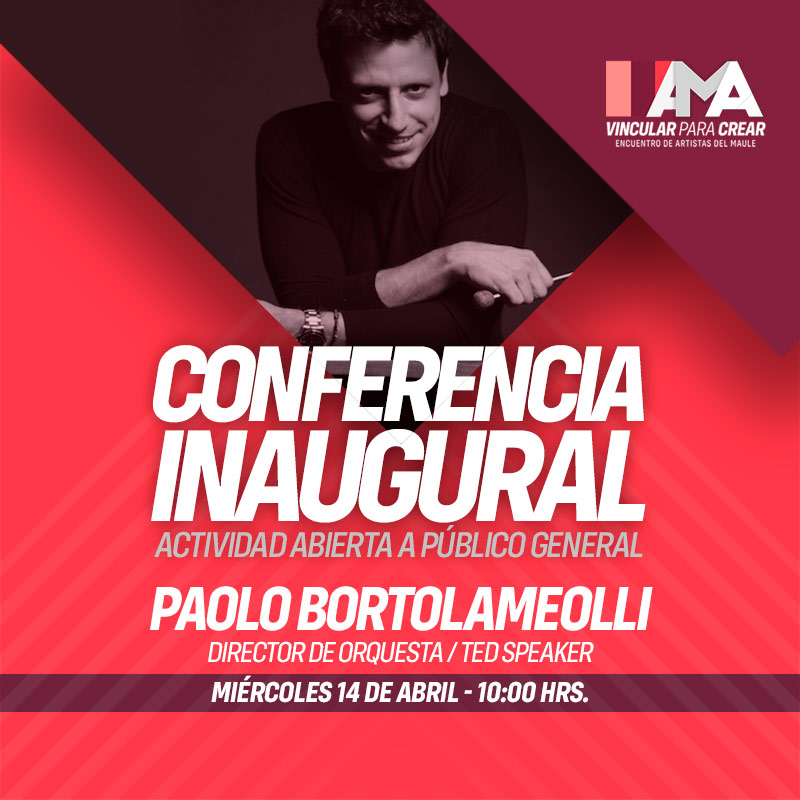 IIAMA
VINCULAR PARA CREAR
ENCUENTRO DE ARTISTAS DEL MAULE
CONFERENCIA
INAUGURAL
ACTIVIDAD ABIERTA A PÚBLICO GENERAL
PAOLO BORTOLAMEOLLI
DIRECTOR DE ORQUESTA / TED SPEAKER
MIÉRCOLES 14 DE ABRIL - 10:00 HRS.